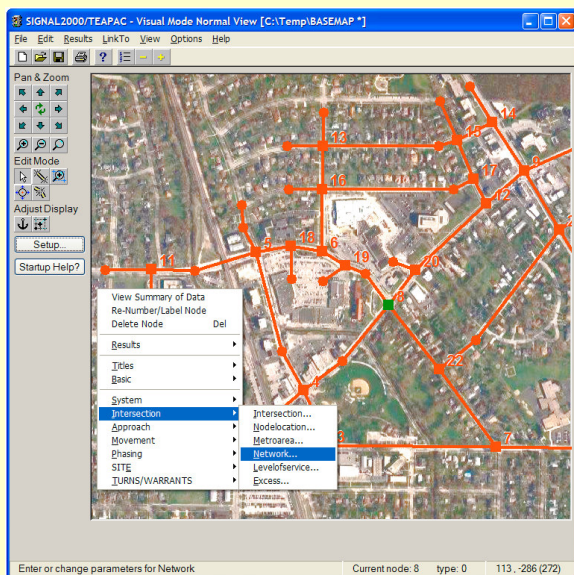 SIGNAL2000/TEAPAC - Visual Mode Normal View [C:\Temp\BASEMAP *]
File Edit Results LinkTo View Options Help
Pan & Zoom
Edit Mode
Adjust Display
Setup...
Startup Help?
14
15
13
9
17
16
12
18
5
6
19
20
11
8
22
4
7
View Summary of Data
Re-Number/Label Node
Delete Node Del
Results
Titles
Basic
System
Intersection
Approach
Movement
Phasing
SITE
TURNS/WARRANTS
Intersection...
Nodelocation...
Metroarea...
Network...
Levelofservice...
Excess...
Enter or change parameters for Network
Current node: 8 type: 0 113 , -286 (272)